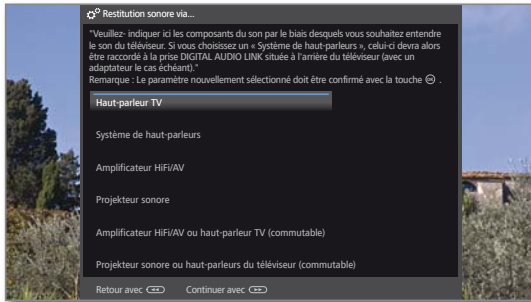 Restitution sonore via...
"Veuillez- indiquer ici les composants du son par le biais desquels vous souhaitez entendre
le son du téléviseur. Si vous choisissez un « Système de haut-parleurs », celui-ci devra alors
être raccordé à la prise DIGITAL AUDIO LINK située à l'arrière du téléviseur (avec un
adaptateur le cas échéant)."
Remarque : Le paramètre nouvellement sélectionné doit être confirmé avec la touche OK .
Haut-parleur TV
Système de haut-parleurs
Amplificateur HiFi/AV
Projekteur sonore
Amplificateur HiFi/AV ou haut-parleur TV (commutable)
Projekteur sonore ou haut-parleurs du téléviseur (commutable)
Retour avec Continuer avec